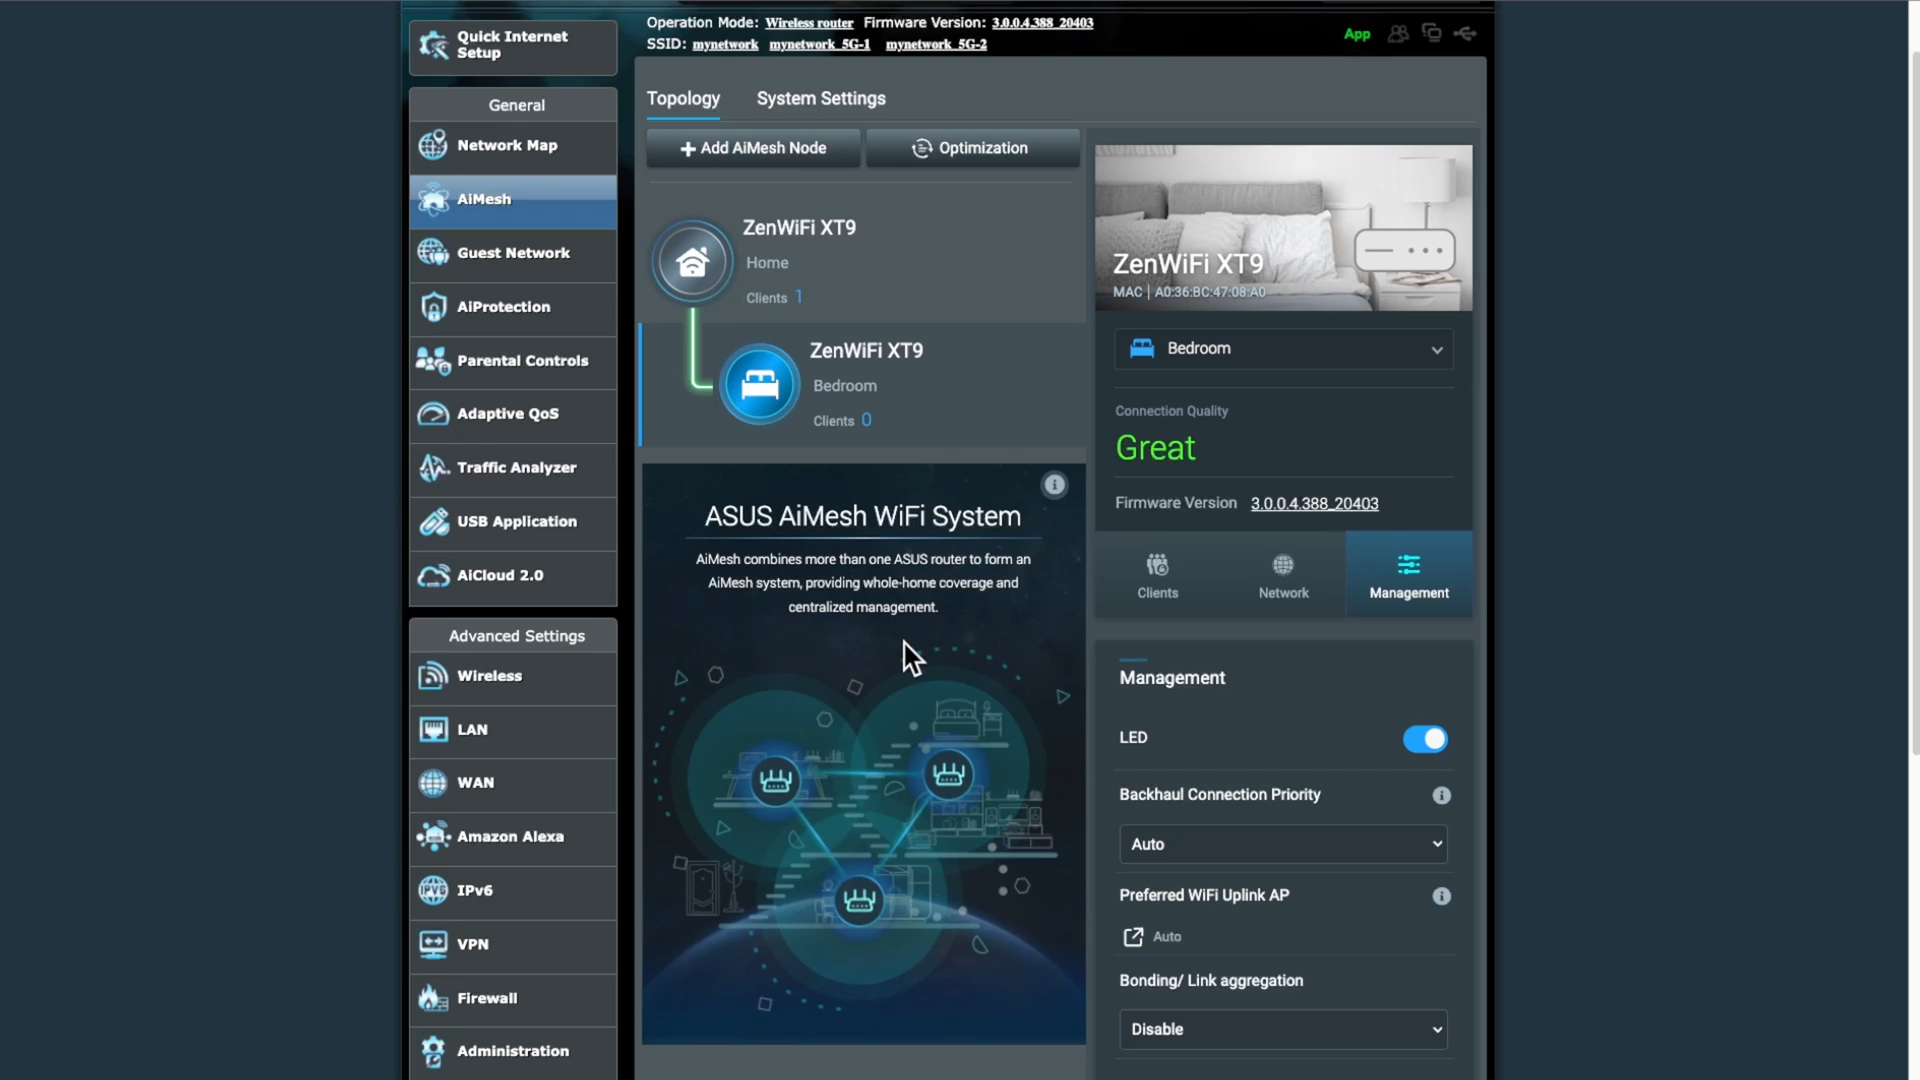 Operation Mode: Wireless router Firmware Version: 3.0.0.4.388_20403
SSID: mynetwork mynetwork_5G-1 mynetwork_5G-2
App
Quick Internet
Setup
General
Network Map
AiMesh
Guest Network
AiProtection
Parental Controls
Adaptive QoS
Traffic Analyzer
USB Application
AiCloud 2.0
Advanced Settings
Wireless
LAN
WAN
Amazon Alexa
IPv6
VPN
Firewall
Administration
Topology System Settings
Add AiMesh Node Optimization
ZenWiFi XT9
Home
Clients 1
ZenWiFi XT9
Bedroom
Clients 0
ASUS AiMesh WiFi System
AiMesh combines more than one ASUS router to form an
AiMesh system, providing whole-home coverage and
centralized management.
ZenWiFi XT9
MAC | A0:36:BC:47:08:A0
Bedroom
Connection Quality
Great
Firmware Version 3.0.0.4.388_20403
Clients Network Management
Management
LED
Backhaul Connection Priority
Auto
Preferred WiFi Uplink AP
Auto
Bonding/ Link aggregation
Disable